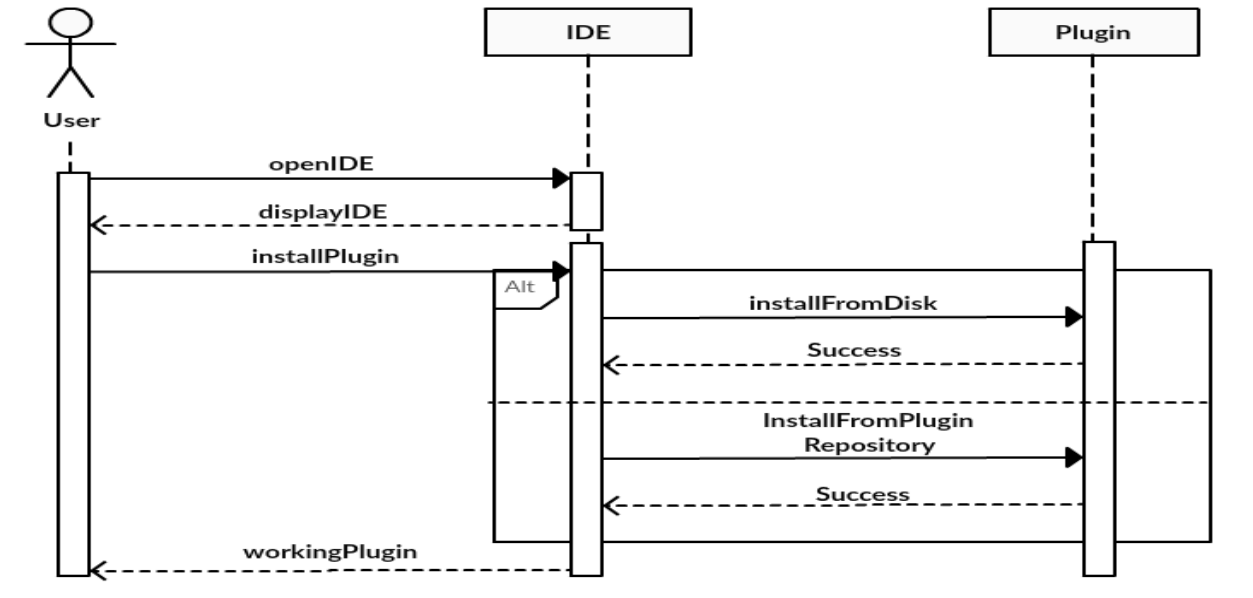 IDE
Plugin
User
openIDE
displayIDE
installPlugin
Alt
installFromDisk
Success
InstallFromPlugin
Repository
Success
workingPlugin